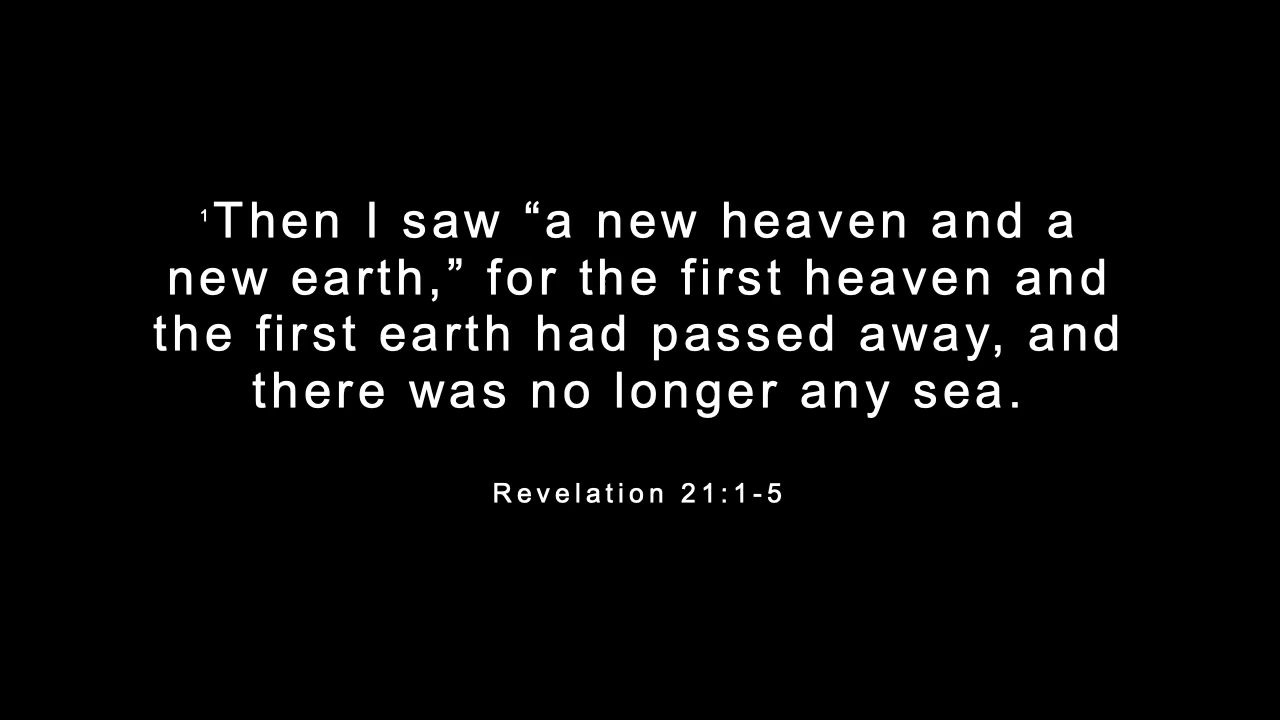 1Then I saw “a new heaven and a
new earth,” for the first heaven and
the first earth had passed away, and
there was no longer any sea.
Revelation 21:1-5